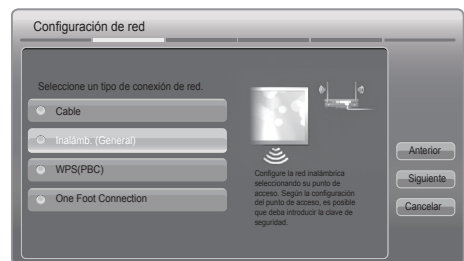 Configuración de red
Seleccione un tipo de conexión de red.
Cable
Inalámb. (General)
WPS(PBC)
One Foot Connection
Configure la red inalámbrica
seleccionando su punto de
acceso. Según la configuración
del punto de acceso, es posible
que deba introducir la clave de
seguridad.
Anterior
Siguiente
Cancelar